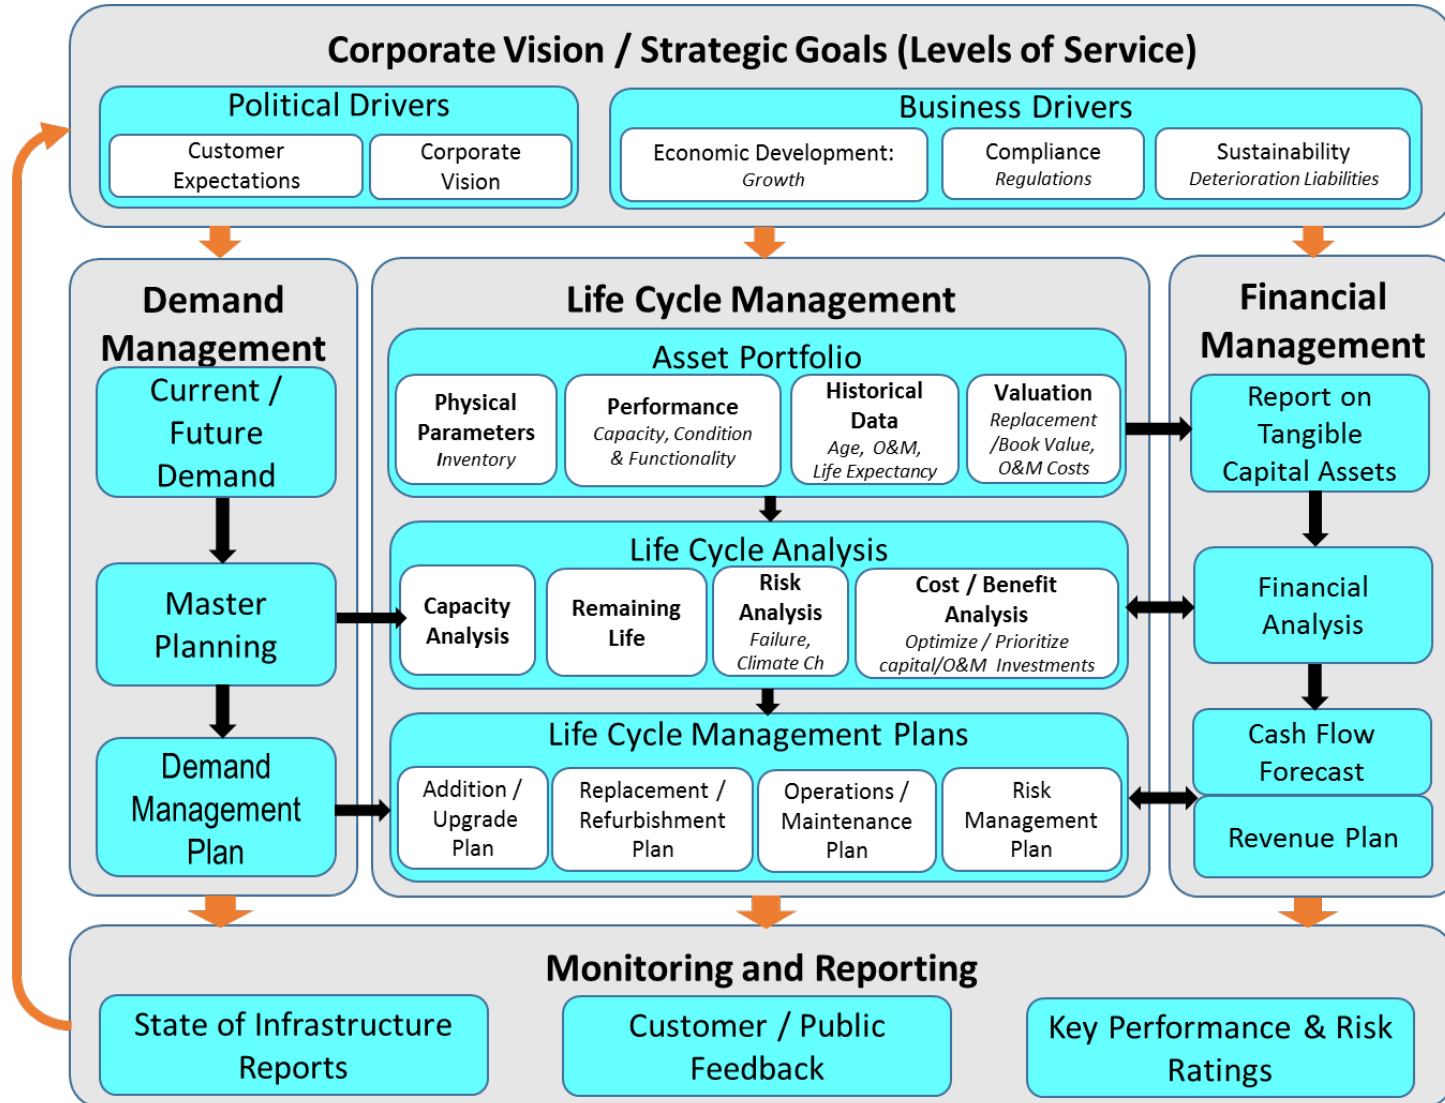 Corporate Vision / Strategic Goals (Levels of Service)
Political Drivers
Customer
Expectations
Corporate
Vision
Business Drivers
Economic Development:
Growth
Compliance
Regulations
Sustainability
Deterioration Liabilities
Demand
Management
Current /
Future
Demand
Master
Planning
Demand
Management
Plan
Life Cycle Management
Asset Portfolio
Physical
Parameters
Inventory
Performance
Capacity, Condition
& Functionality
Historical
Data
Age, O&M,
Life Expectancy
Valuation
Replacement
/Book Value,
O&M Costs
Life Cycle Analysis
Capacity
Analysis
Remaining
Life
Risk
Analysis
Failure,
Climate Ch
Cost / Benefit
Analysis
Optimize / Prioritize
capital/O&M Investments
Life Cycle Management Plans
Addition /
Upgrade
Plan
Replacement /
Refurbishment
Plan
Operations /
Maintenance
Plan
Risk
Management
Plan
Financial
Management
Report on
Tangible
Capital Assets
Financial
Analysis
Cash Flow
Forecast
Revenue Plan
Monitoring and Reporting
State of Infrastructure
Reports
Customer / Public
Feedback
Key Performance & Risk
Ratings